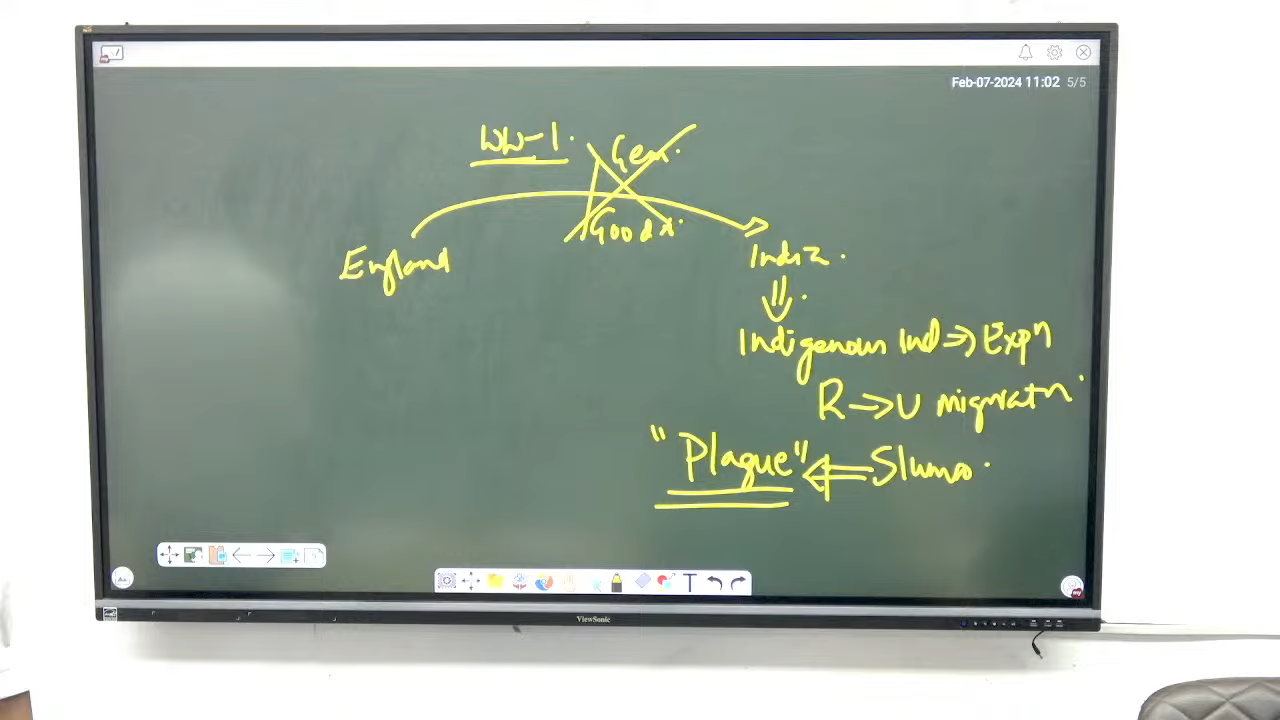 Feb-07-2024 11:02 5/5
WW-1.
Ger.
Goods.
England
India.
Indigenous Ind => Expn
R → U migratn.
"Plague" <= Slums.
T
ViewSonic